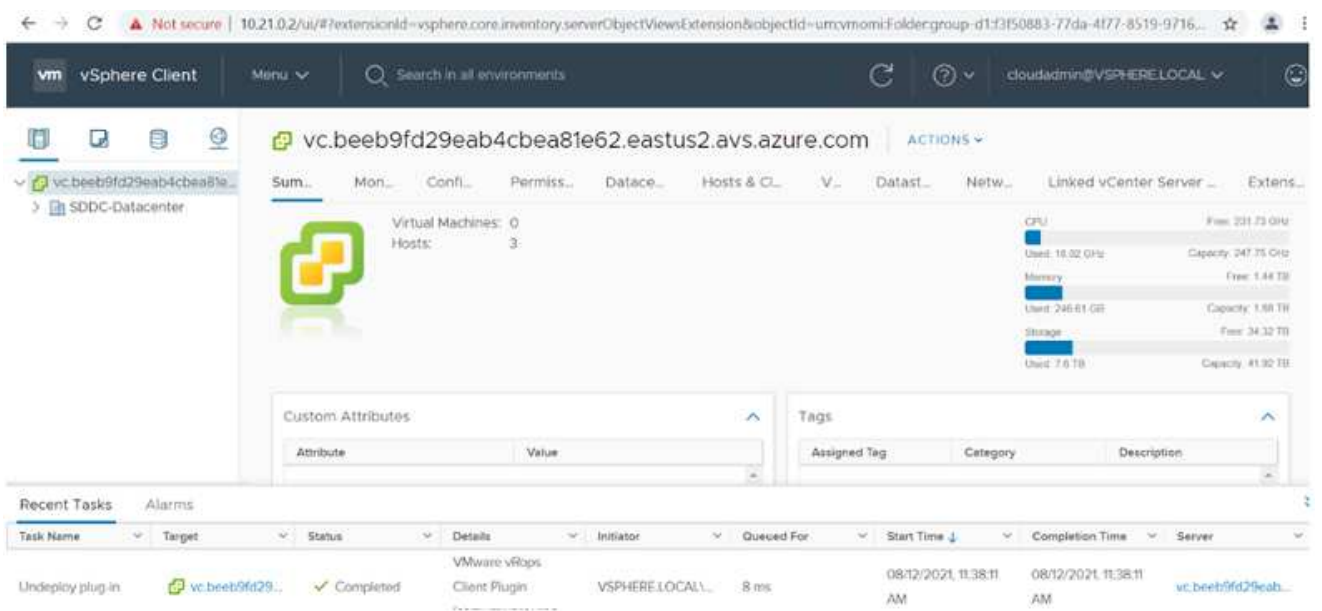 Not secure | 10.21.0.2/ui/#?extensionId=vsphere.core.inventory.serverObjectViewsExtension&objectId=urn:vmomi:Folder:group-d1:f3f50883-77da-4f77-8519-9716...
vm vSphere Client Menu Search in all environments cloudadmin@VSPHERE.LOCAL
vc.beeb9fd29eab4cbea81e62.eastus2.avs.azure.com ACTIONS
vc.beeb9fd29eab4cbea81e...
SDDC-Datacenter
Sum... Mon... Confi... Permiss... Datace... Hosts & Cl... V... Datast... Netw... Linked vCenter Server ... Extens...
Virtual Machines: 0
Hosts: 3
CPU Free: 231.73 GHz
Used: 16.02 GHz Capacity: 247.75 GHz
Memory Free: 1.44 TB
Used: 246.61 GB Capacity: 1.68 TB
Storage Free: 34.32 TB
Used: 7.6 TB Capacity: 41.92 TB
Custom Attributes
Attribute Value
Tags
Assigned Tag Category Description
Recent Tasks Alarms
Task Name Target Status Details Initiator Queued For Start Time Completion Time Server
Undeploy plug-in vc.beeb9fd29... Completed VMware vRops Client Plugin VSPHERE.LOCAL\... 8 ms 08/12/2021, 11:38:11 AM 08/12/2021, 11:38:11 AM vc.beeb9fd29eab...